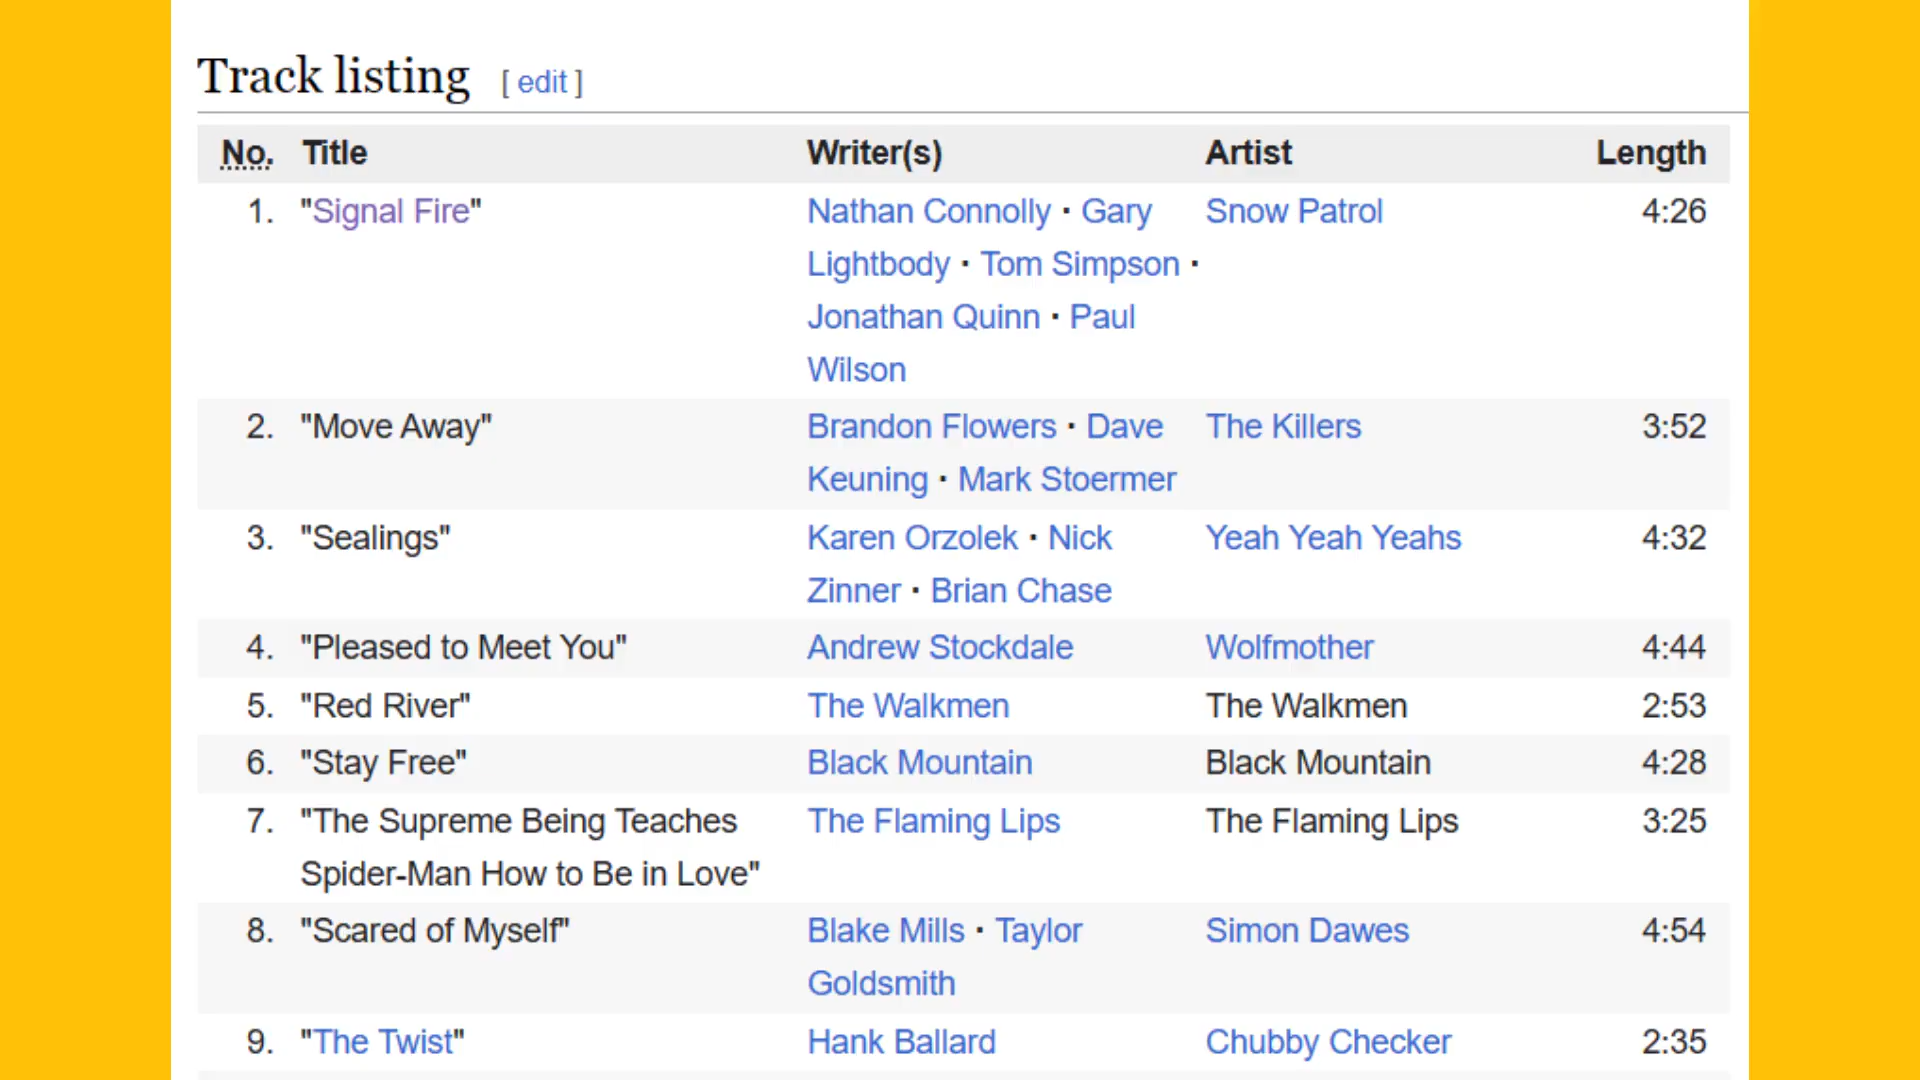 Track listing [ edit ]
No. Title Writer(s) Artist Length
1. "Signal Fire" Nathan Connolly · Gary Snow Patrol 4:26
Lightbody · Tom Simpson ·
Jonathan Quinn · Paul
Wilson
2. "Move Away" Brandon Flowers · Dave The Killers 3:52
Keuning · Mark Stoermer
3. "Sealings" Karen Orzolek · Nick Yeah Yeah Yeahs 4:32
Zinner · Brian Chase
4. "Pleased to Meet You" Andrew Stockdale Wolfmother 4:44
5. "Red River" The Walkmen The Walkmen 2:53
6. "Stay Free" Black Mountain Black Mountain 4:28
7. "The Supreme Being Teaches The Flaming Lips The Flaming Lips 3:25
Spider-Man How to Be in Love"
8. "Scared of Myself" Blake Mills · Taylor Simon Dawes 4:54
Goldsmith
9. "The Twist" Hank Ballard Chubby Checker 2:35